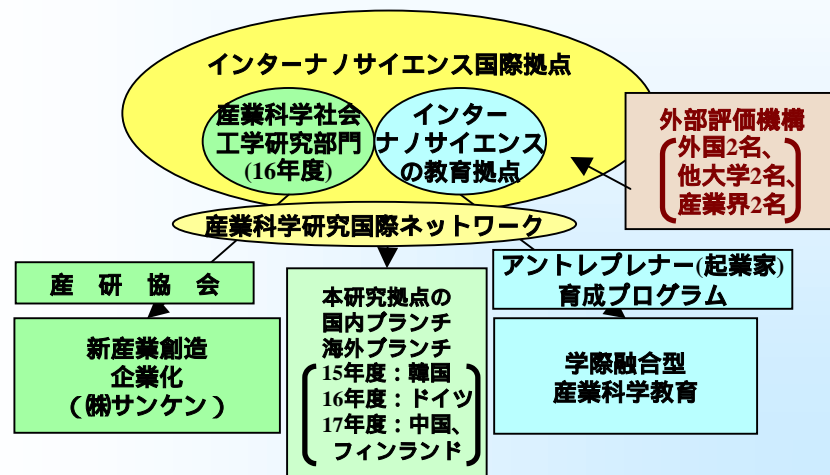 インターナノサイエンス国際拠点
産業科学社会
工学研究部門
(16年度)
インター
ナノサイエンス
の教育拠点
外部評価機構
外国2名、
他大学2名、
産業界2名
産業科学研究国際ネットワーク
産 研 協 会
新産業創造
企業化
(㈱サンケン)
本研究拠点の
国内ブランチ
海外ブランチ
15年度:韓国
16年度:ドイツ
17年度:中国、
フィンランド
アントレプレナー(起業家)
育成プログラム
学際融合型
産業科学教育